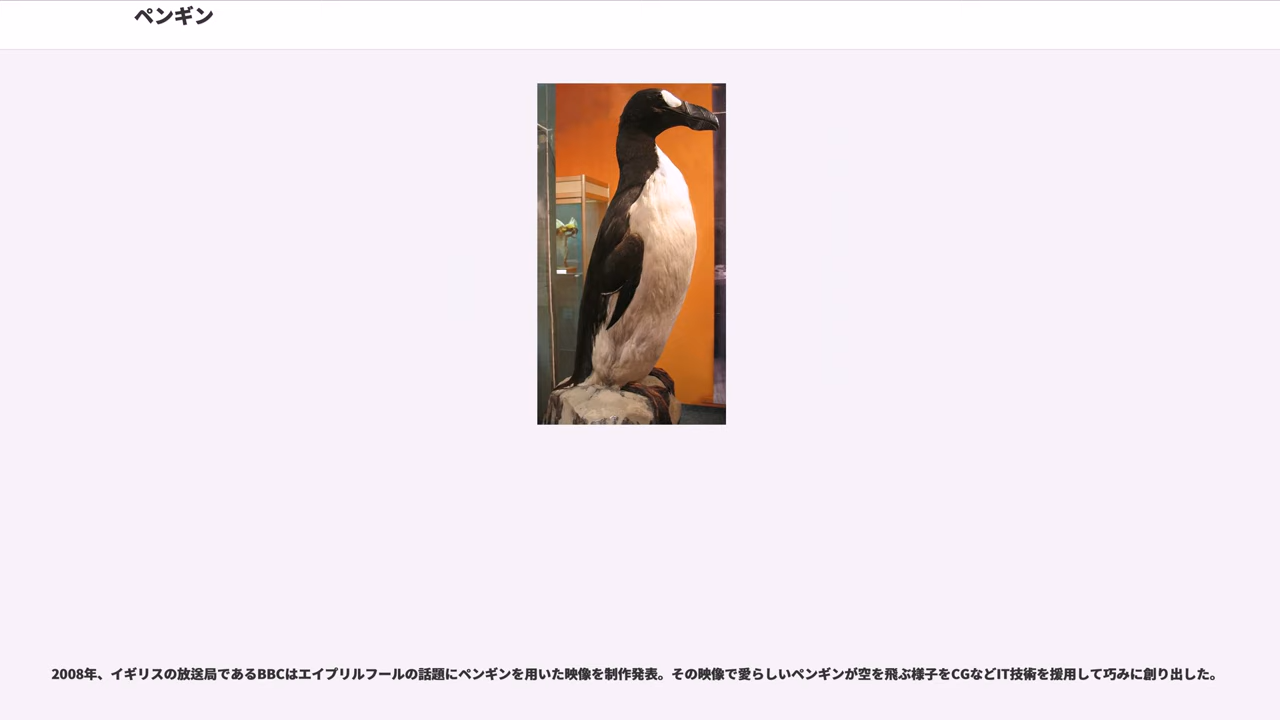 ペンギン
2008年、イギリスの放送局であるBBCはエイプリルフールの話題にペンギンを用いた映像を制作発表。その映像で愛らしいペンギンが空を飛ぶ様子をCGなどIT技術を援用して巧みに創り出した。